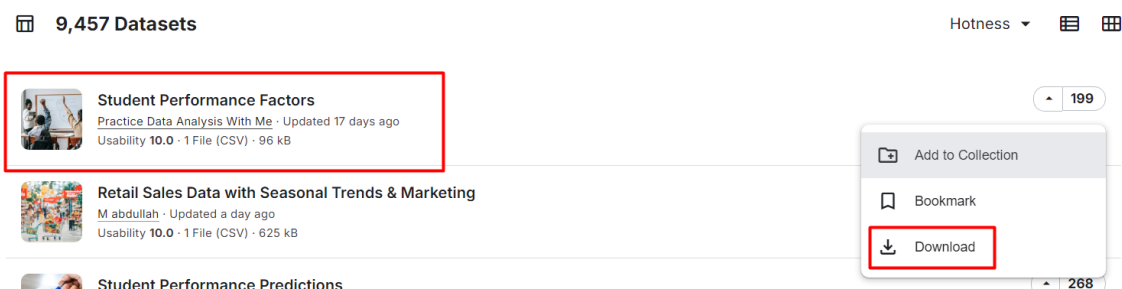 9,457 Datasets
Hotness
Student Performance Factors
199
Practice Data Analysis With Me · Updated 17 days ago
Usability 10.0 · 1 File (CSV) · 96 kB
Add to Collection
Retail Sales Data with Seasonal Trends & Marketing
Bookmark
M abdullah · Updated a day ago
Usability 10.0 · 1 File (CSV) · 625 kB
Download
Student Performance Predictions
268